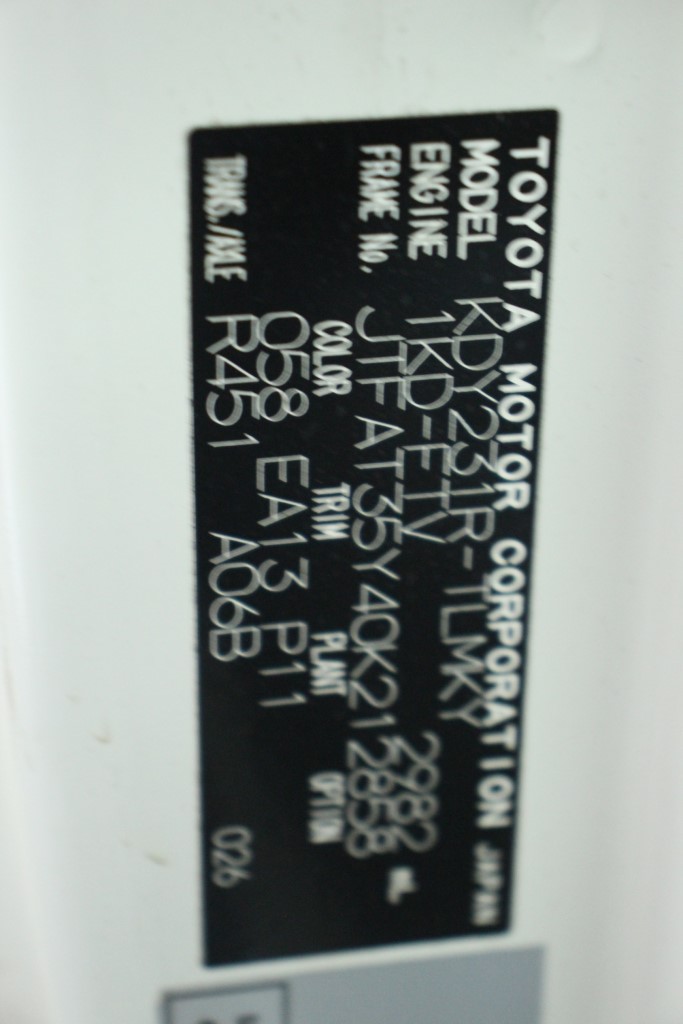 TOYOTA MOTOR CORPORATION JAPAN
MODEL KDY231R-TLMKY
ENGINE 1KD-FTV 2982 ML.
FRAME No. JTFAT35Y40K212858
COLOR TRIM PLANT OPTION
058 EA13 P11
TRANS./AXLE R451 A06B 026